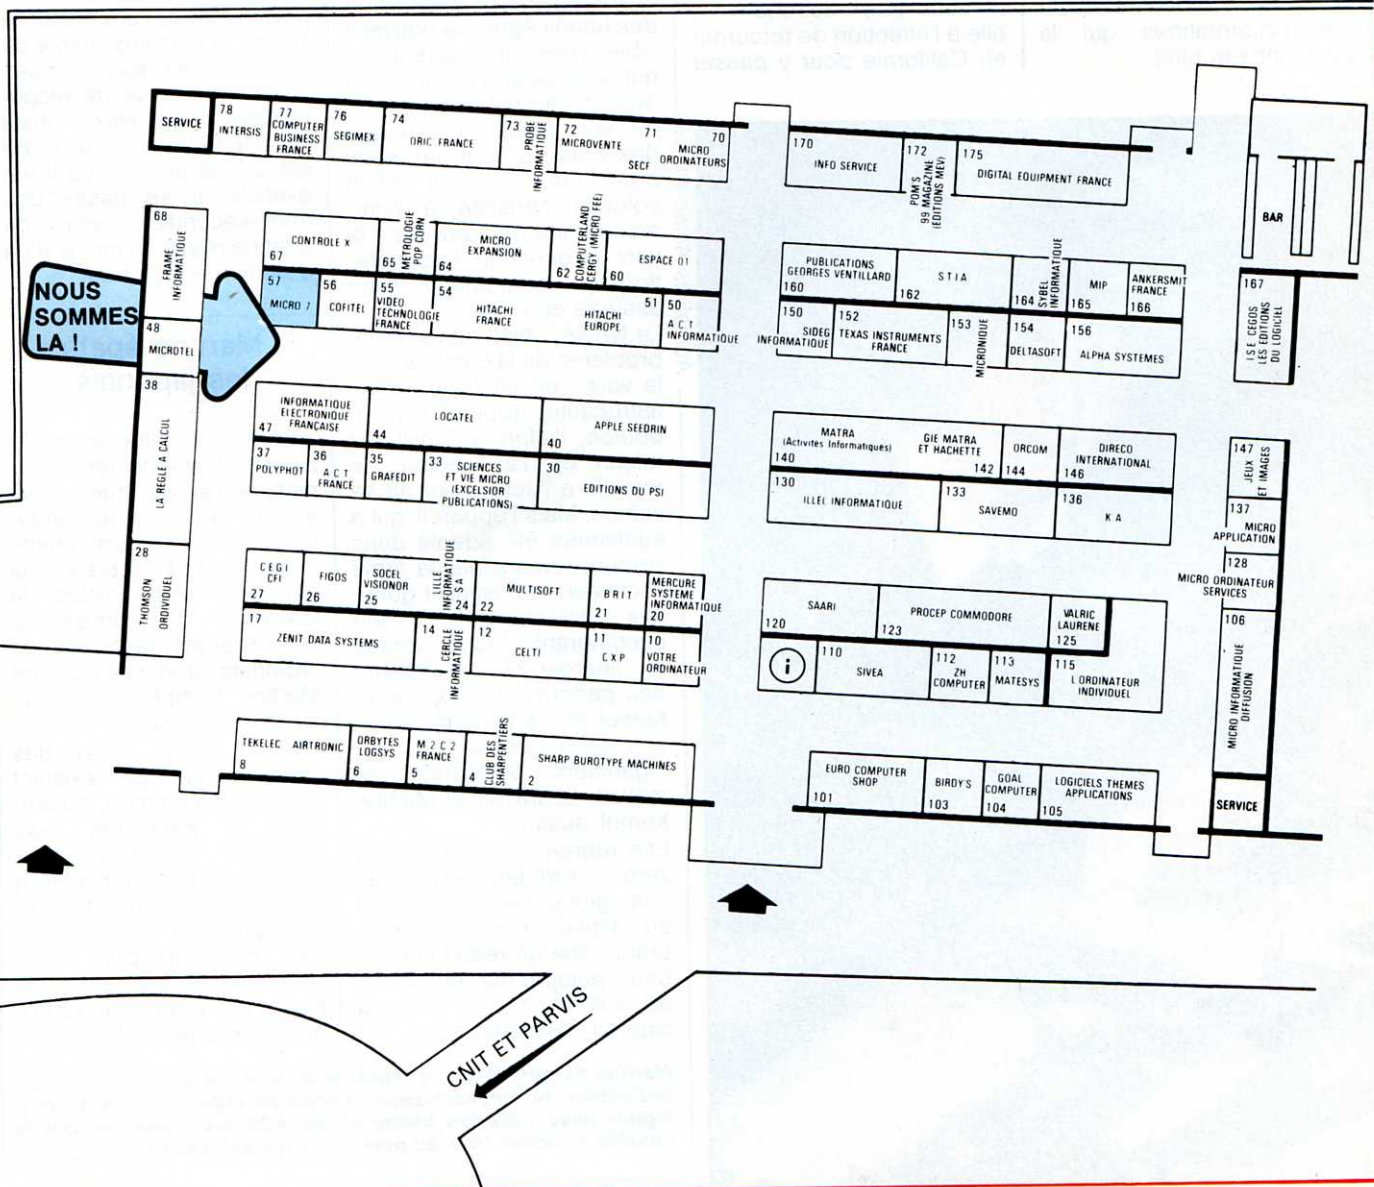 SERVICE
78
INTERSIS
77
COMPUTER
BUSINESS
FRANCE
76
SEGIMEX
74
ORIC FRANCE
73
PROBE
INFORMATIQUE
72
MICROVENTE
71
SECF
70
MICRO
ORDINATEURS
170
INFO SERVICE
172
POM'S
99 MAGAZINE
(EDITIONS MEV)
175
DIGITAL EQUIPMENT FRANCE
BAR
68
FRAME
INFORMATIQUE
48
MICROTEL
38
LA REGLE A CALCUL
28
THOMSON
ORDIVIDUEL
NOUS
SOMMES
LA !
CONTROLE X
67
METROLOGIE
POP CORN
65
MICRO
EXPANSION
64
COMPUTERLAND
CERGY (MICRO FEE)
62
ESPACE 01
60
57
MICRO 7
56
COFITEL
55
VIDEO
TECHNOLOGIE
FRANCE
54
HITACHI
FRANCE
HITACHI
EUROPE
51
50
A C T
INFORMATIQUE
PUBLICATIONS
GEORGES VENTILLARD
160
S T I A
162
SYBEL
INFORMATIQUE
164
MIP
165
ANKERSMIT
FRANCE
166
150
SIDEG
INFORMATIQUE
152
TEXAS INSTRUMENTS
FRANCE
153
MICRONIQUE
154
DELTASOFT
156
ALPHA SYSTEMES
167
I S E CEGOS
LES EDITIONS
DU LOGICIEL
INFORMATIQUE
ELECTRONIQUE
FRANCAISE
47
LOCATEL
44
APPLE SEEDRIN
40
37
POLYPHOT
36
A C T
FRANCE
35
GRAFEDIT
33
SCIENCES
ET VIE MICRO
(EXCELSIOR
PUBLICATIONS)
30
EDITIONS DU PSI
MATRA
(Activités Informatiques)
140
GIE MATRA
ET HACHETTE
142
ORCOM
144
DIRECO
INTERNATIONAL
146
130
ILLEL INFORMATIQUE
133
SAVEMO
136
K A
147
JEUX
ET IMAGES
137
MICRO
APPLICATION
128
MICRO ORDINATEUR
SERVICES
106
MICRO INFORMATIQUE
DIFFUSION
SERVICE
C E G I
CFI
27
FIGOS
26
SOCEL
VISIONOR
25
LILLE
INFORMATIQUE
S A
24
MULTISOFT
22
B R I T
21
MERCURE
SYSTEME
INFORMATIQUE
20
17
ZENIT DATA SYSTEMS
14
CERCLE
INFORMATIQUE
12
CELTI
11
C X P
10
VOTRE
ORDINATEUR
SAARI
120
PROCEP COMMODORE
123
VALRIC
LAURENE
125
i
110
SIVEA
112
ZH
COMPUTER
113
MATESYS
115
L ORDINATEUR
INDIVIDUEL
TEKELEC AIRTRONIC
8
ORBYTES
LOGSYS
6
M 2 C 2
FRANCE
5
CLUB DES
SHARPENTIERS
4
SHARP BUROTYPE MACHINES
2
EURO COMPUTER
SHOP
101
BIRDY'S
103
GOAL
COMPUTER
104
LOGICIELS THEMES
APPLICATIONS
105
CNIT ET PARVIS